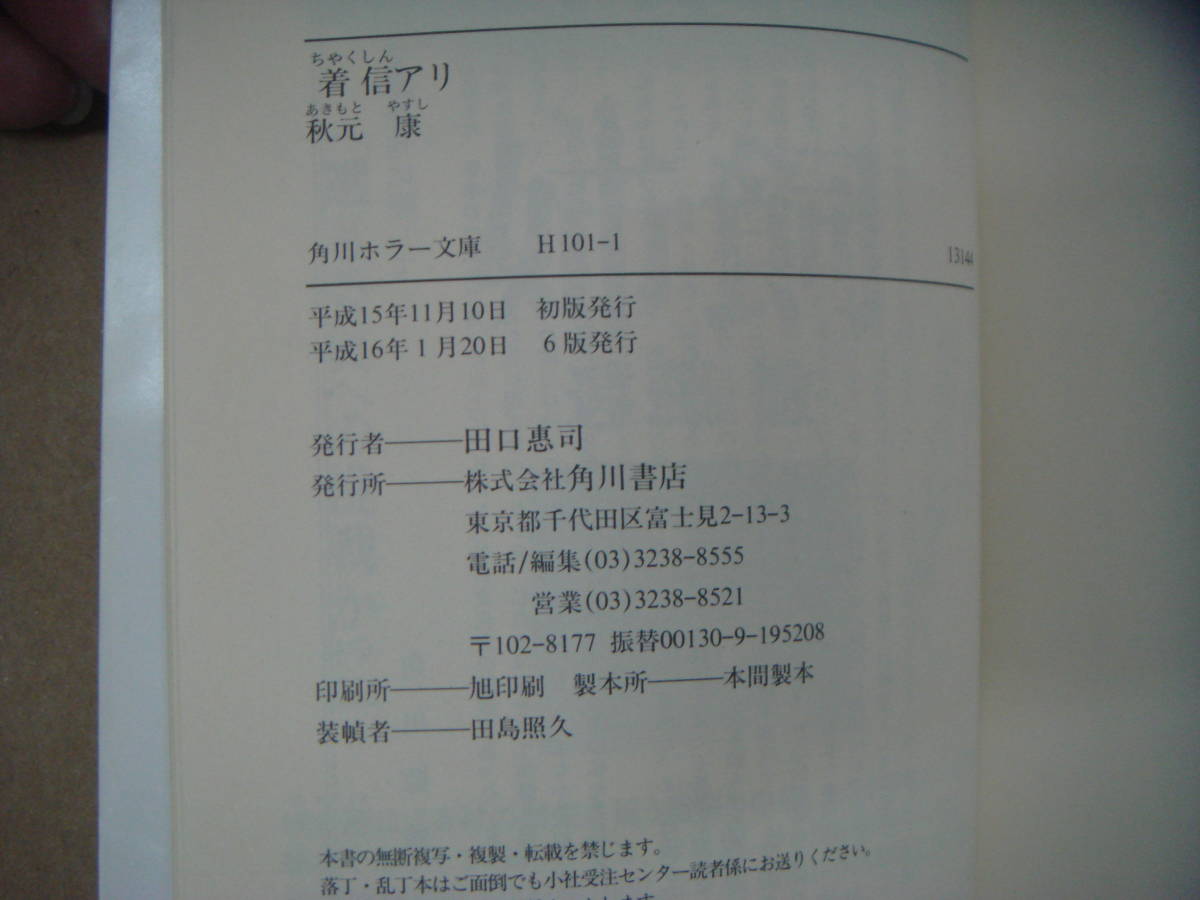 ちやくしん
着信アリ
あきもと やすし
秋元 康
角川ホラー文庫 H101-1 13144
平成15年11月10日 初版発行
平成16年1月20日 6版発行
発行者――田口惠司
発行所――株式会社角川書店
東京都千代田区富士見2-13-3
電話/編集(03)3238-8555
営業(03)3238-8521
〒102-8177 振替00130-9-195208
印刷所――旭印刷 製本所――本間製本
装幀者――田島照久
本書の無断複写・複製・転載を禁じます。
落丁・乱丁本はご面倒でも小社受注センター読者係にお送りください。